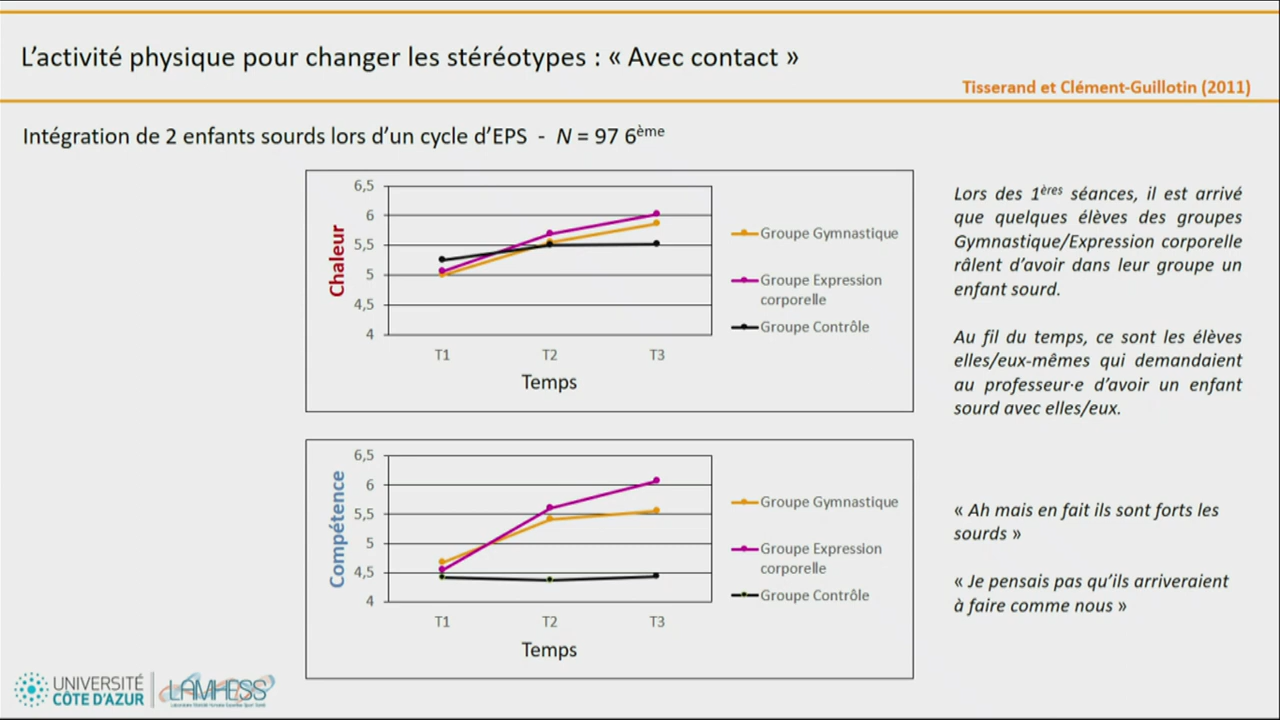 L'activité physique pour changer les stéréotypes : « Avec contact »
Tisserand et Clément-Guillotin (2011)
Intégration de 2 enfants sourds lors d'un cycle d'EPS - N = 97 6ème
6,5
6
5,5
5
4,5
4
Chaleur
T1
T2
T3
Temps
Groupe Gymnastique
Groupe Expression
corporelle
Groupe Contrôle
Lors des 1ères séances, il est arrivé
que quelques élèves des groupes
Gymnastique/Expression corporelle
râlent d'avoir dans leur groupe un
enfant sourd.
Au fil du temps, ce sont les élèves
elles/eux-mêmes qui demandaient
au professeur·e d'avoir un enfant
sourd avec elles/eux.
6,5
6
5,5
5
4,5
4
Compétence
T1
T2
T3
Temps
Groupe Gymnastique
Groupe Expression
corporelle
Groupe Contrôle
« Ah mais en fait ils sont forts les
sourds »
« Je pensais pas qu'ils arriveraient
à faire comme nous »
UNIVERSITÉ
CÔTE D'AZUR
LAMHESS